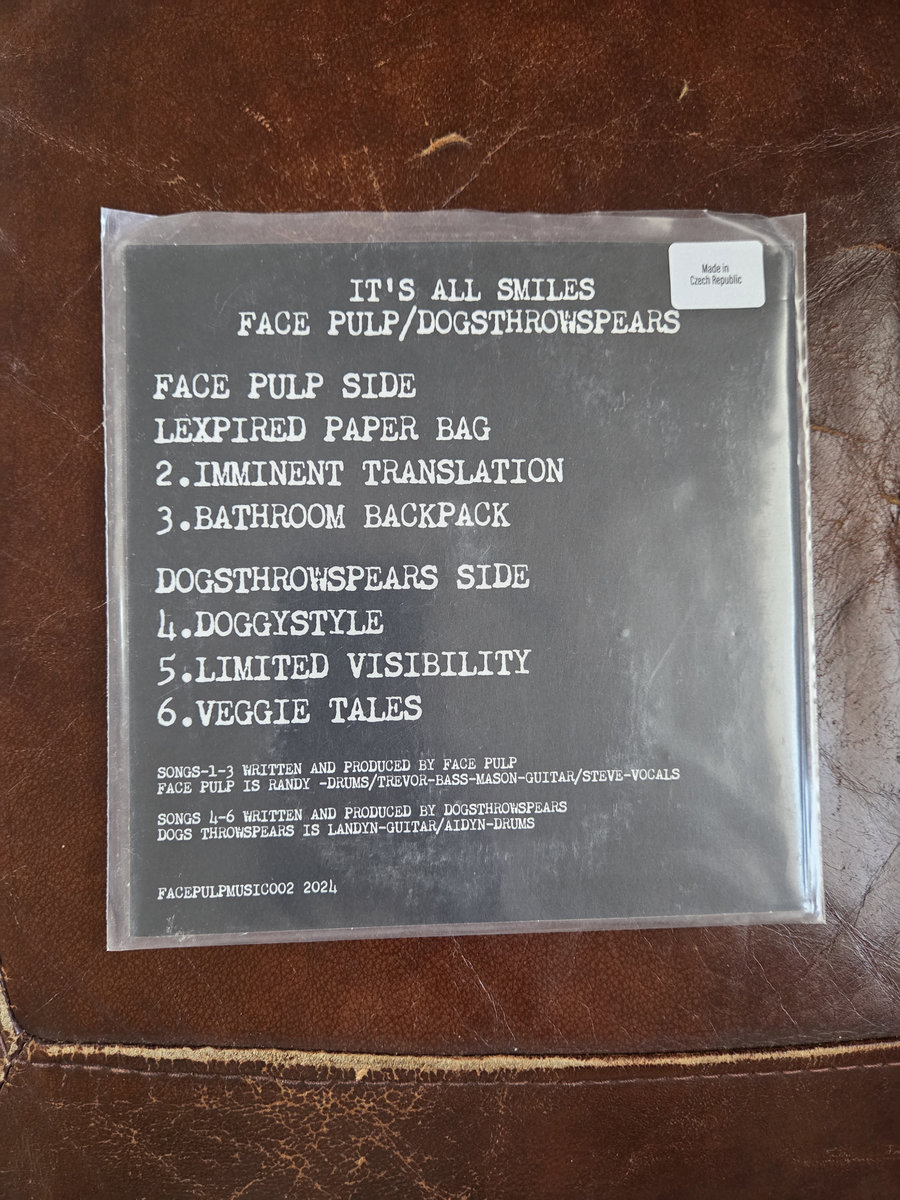 Made in
Czech Republic
IT'S ALL SMILES
FACE PULP/DOGSTHROWSPEARS
FACE PULP SIDE
LEXPIRED PAPER BAG
2.IMMINENT TRANSLATION
3.BATHROOM BACKPACK
DOGSTHROWSPEARS SIDE
4.DOGGYSTYLE
5.LIMITED VISIBILITY
6.VEGGIE TALES
SONGS-1-3 WRITTEN AND PRODUCED BY FACE PULP
FACE PULP IS RANDY -DRUMS/TREVOR-BASS-MASON-GUITAR/STEVE-VOCALS
SONGS 4-6 WRITTEN AND PRODUCED BY DOGSTHROWSPEARS
DOGS THROWSPEARS IS LANDYN-GUITAR/AIDYN-DRUMS
FACEPULPMUSIC002 2024